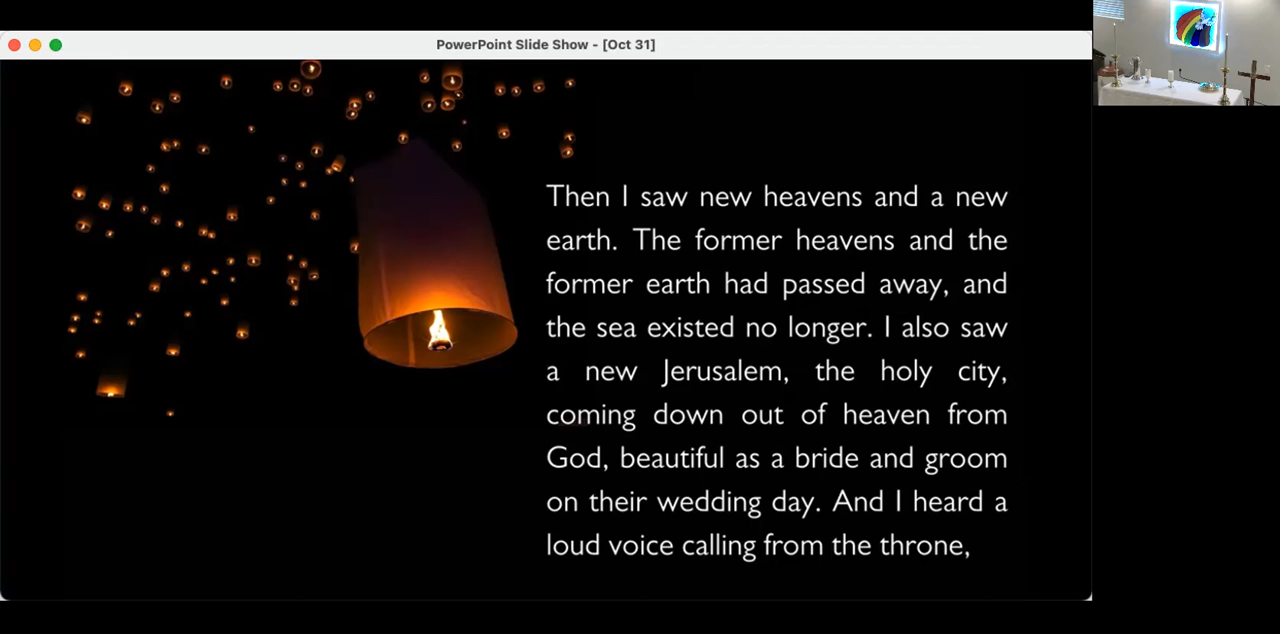 PowerPoint Slide Show - [Oct 31]
Then I saw new heavens and a new
earth. The former heavens and the
former earth had passed away, and
the sea existed no longer. I also saw
a new Jerusalem, the holy city,
coming down out of heaven from
God, beautiful as a bride and groom
on their wedding day. And I heard a
loud voice calling from the throne,